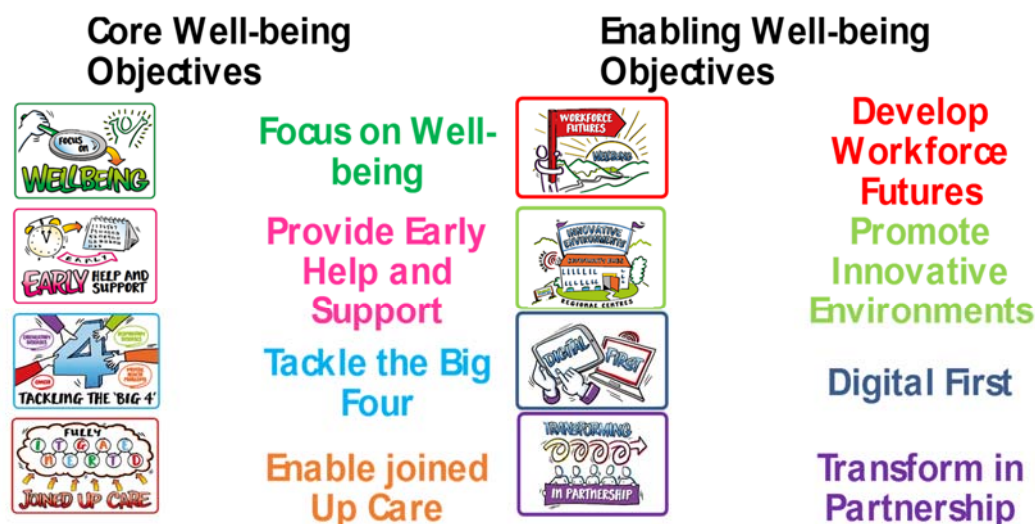 Core Well-being
Objectives
FOCUS
ON
WELLBEING
Focus on Well-
being
EARLY
EARLY HELP AND
SUPPORT
Provide Early
Help and
Support
4
CANCER
TACKLING THE 'BIG 4'
Tackle the Big
Four
FULLY
I T G A E
N E R T D
JOINED UP CARE
Enable joined
Up Care
Enabling Well-being
Objectives
WORKFORCE
FUTURES
Develop
Workforce
Futures
INNOVATIVE
ENVIRONMENTS
REGIONAL CENTRES
Promote
Innovative
Environments
DIGITAL
FIRST
Digital First
TRANSFORMING
IN PARTNERSHIP
Transform in
Partnership